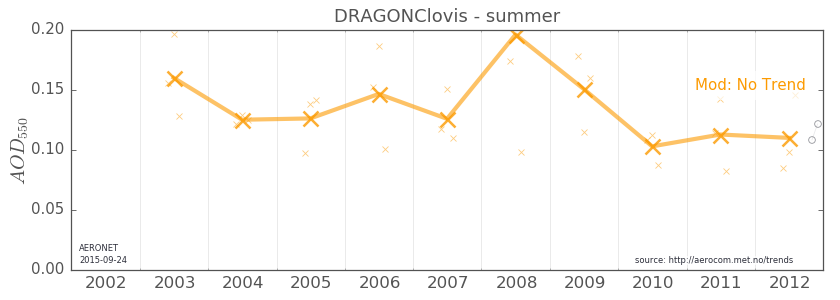 DRAGONClovis - summer
0.20
0.15
0.10
0.05
0.00
AOD550
Mod: No Trend
AERONET
2015-09-24
source: http://aerocom.met.no/trends
2002 2003 2004 2005 2006 2007 2008 2009 2010 2011 2012